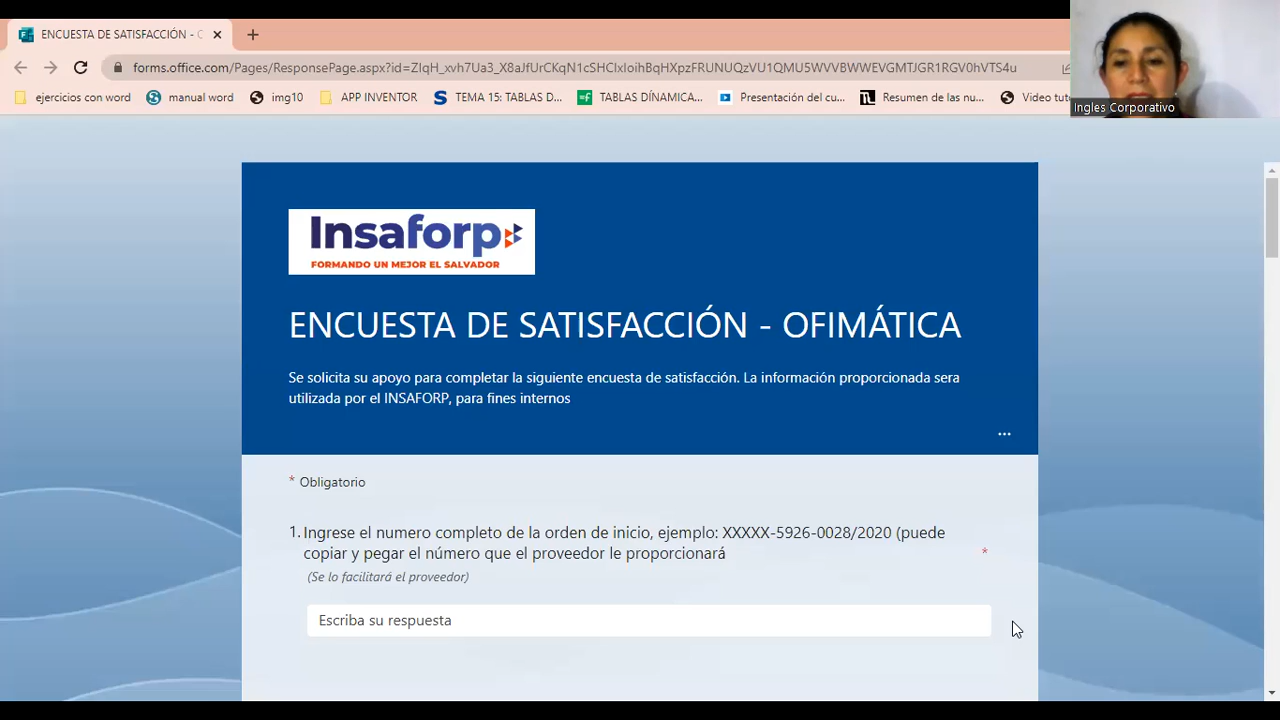 ENCUESTA DE SATISFACCIÓN - O
forms.office.com/Pages/ResponsePage.aspx?id=ZIqH_xvh7Ua3_X8aJfUrCKqN1cSHClxIoihBqHXpzFRUNUQzVU1QMU5WVVBWWEVGMTJGR1RGV0hVTS4u
ejercicios con word
manual word
img10
APP INVENTOR
TEMA 15: TABLAS D...
TABLAS DÍNAMICA...
Presentación del cu...
Resumen de las nu...
Video tuto
Ingles Corporativo
Insaforp
FORMANDO UN MEJOR EL SALVADOR
ENCUESTA DE SATISFACCIÓN - OFIMÁTICA
Se solicita su apoyo para completar la siguiente encuesta de satisfacción. La información proporcionada sera
utilizada por el INSAFORP, para fines internos
...
* Obligatorio
1. Ingrese el numero completo de la orden de inicio, ejemplo: XXXXX-5926-0028/2020 (puede
copiar y pegar el número que el proveedor le proporcionará *
(Se lo facilitará el proveedor)
Escriba su respuesta